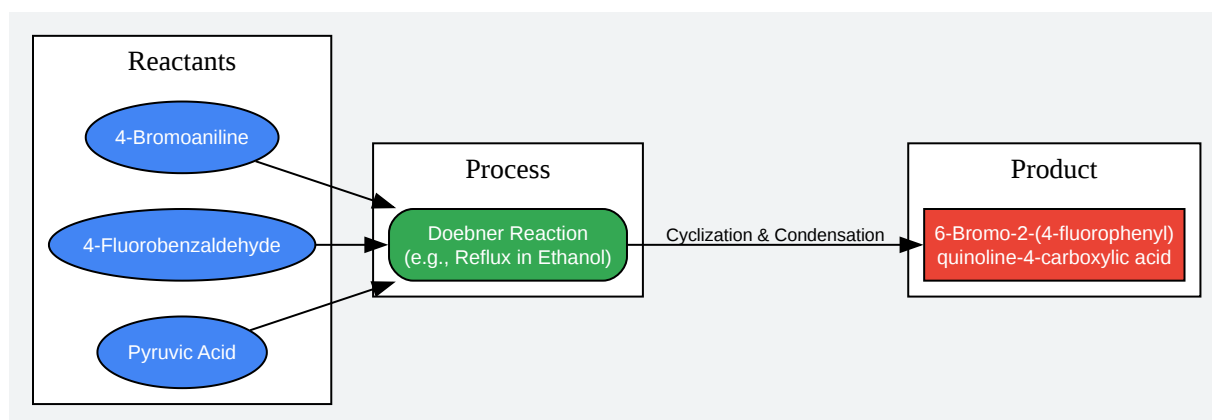 Reactants
4-Bromoaniline
4-Fluorobenzaldehyde
Pyruvic Acid
Process
Doebner Reaction
(e.g., Reflux in Ethanol)
Cyclization & Condensation
Product
6-Bromo-2-(4-fluorophenyl)
quinoline-4-carboxylic acid